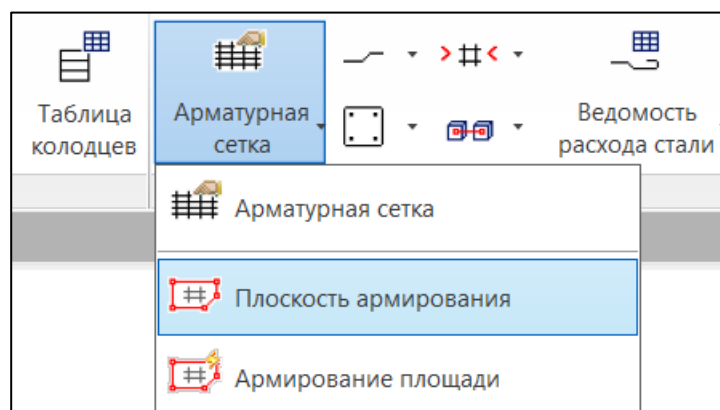 Таблица
колодцев
Арматурная
сетка
Ведомость
расхода стали
Арматурная сетка
Плоскость армирования
Армирование площади